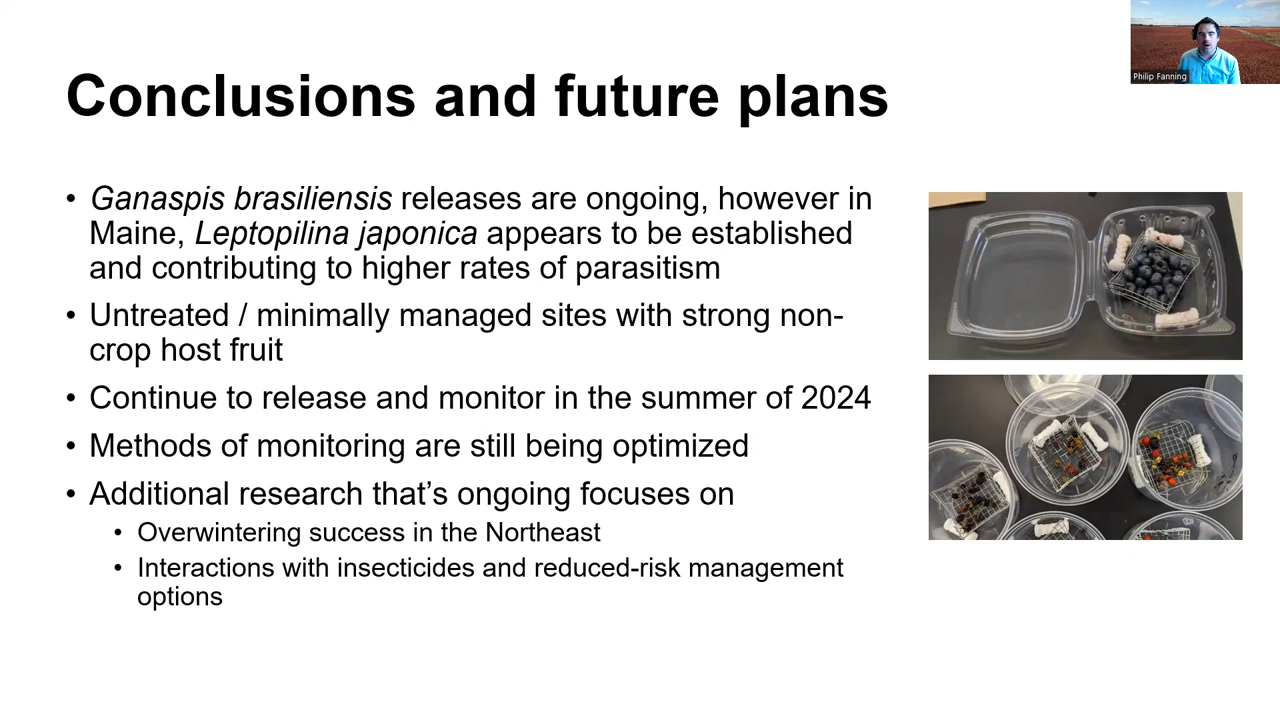 Philip Fanning
Conclusions and future plans
• Ganaspis brasiliensis releases are ongoing, however in
Maine, Leptopilina japonica appears to be established
and contributing to higher rates of parasitism
• Untreated / minimally managed sites with strong non-
crop host fruit
• Continue to release and monitor in the summer of 2024
• Methods of monitoring are still being optimized
• Additional research that’s ongoing focuses on
• Overwintering success in the Northeast
• Interactions with insecticides and reduced-risk management
options